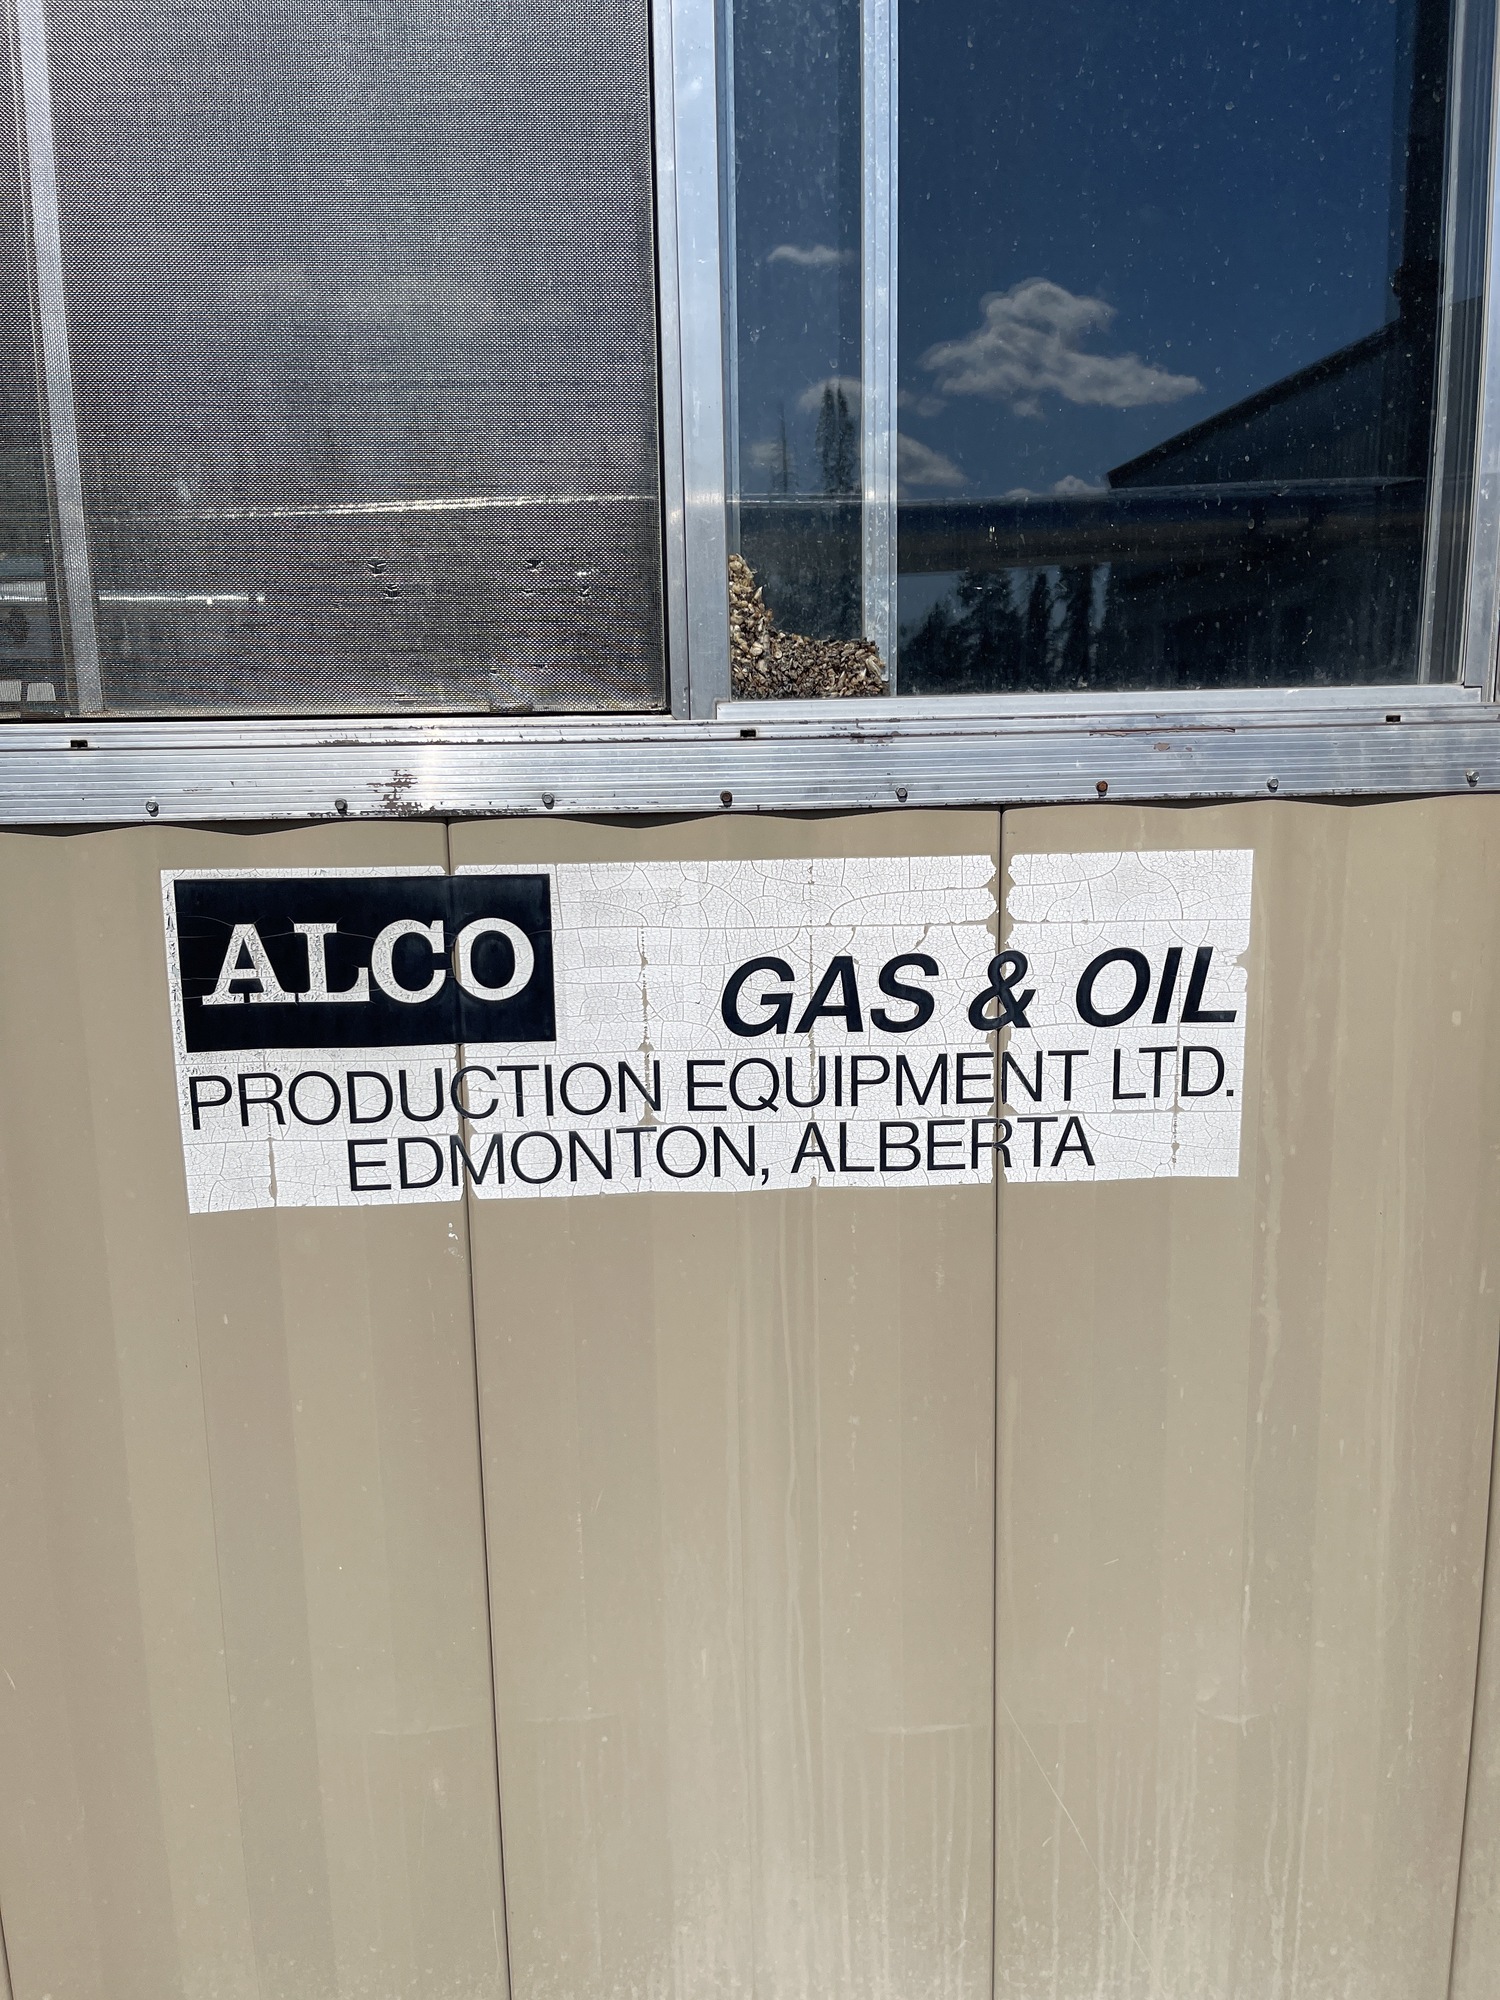 ALCO
GAS & OIL
PRODUCTION EQUIPMENT LTD.
EDMONTON, ALBERTA